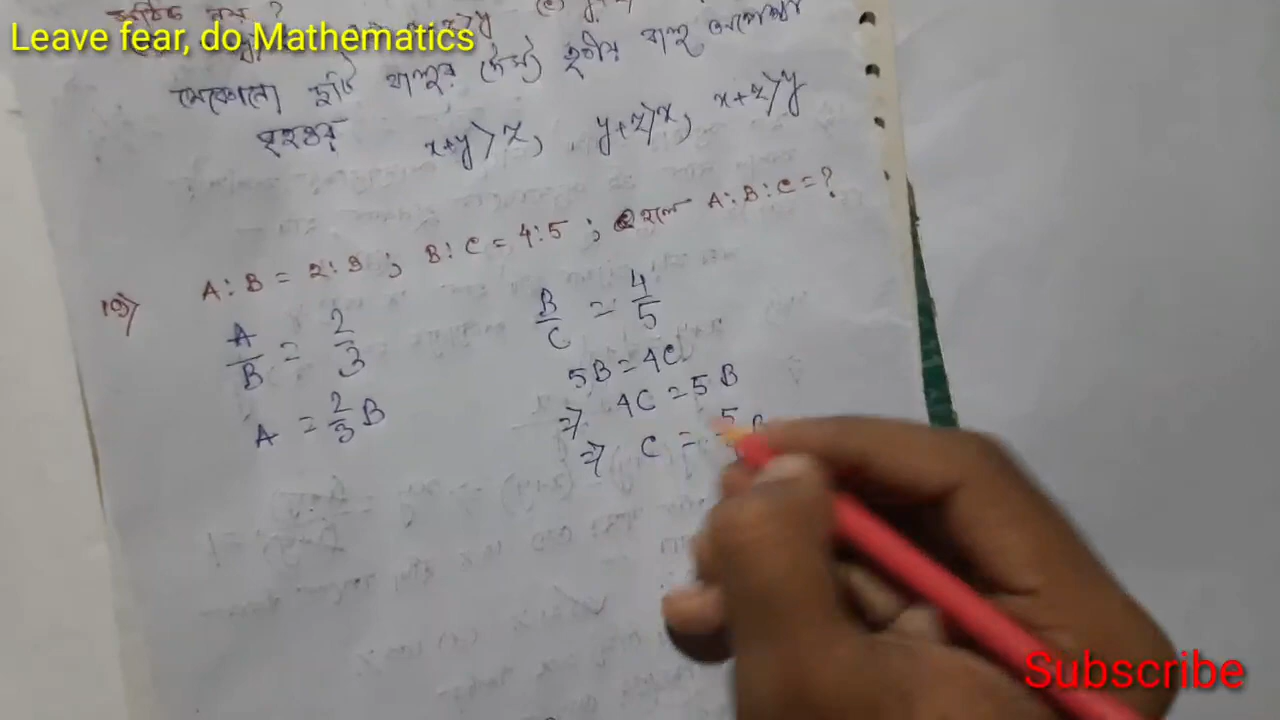 Leave fear, do Mathematics
যেকোনো দুটি বাহুর দৈর্ঘ্য তৃতীয় বাহু অপেক্ষা
বৃহত্তর x+y>z, y+z>x, x+z>y
19) A:B = 2:3 ; B:C = 4:5 ; হলে A:B:C = ?
A/B = 2/3
B/C = 4/5
A = 2/3 B
5B = 4C
⇒ 4C = 5B
⇒ C = 5
Subscribe